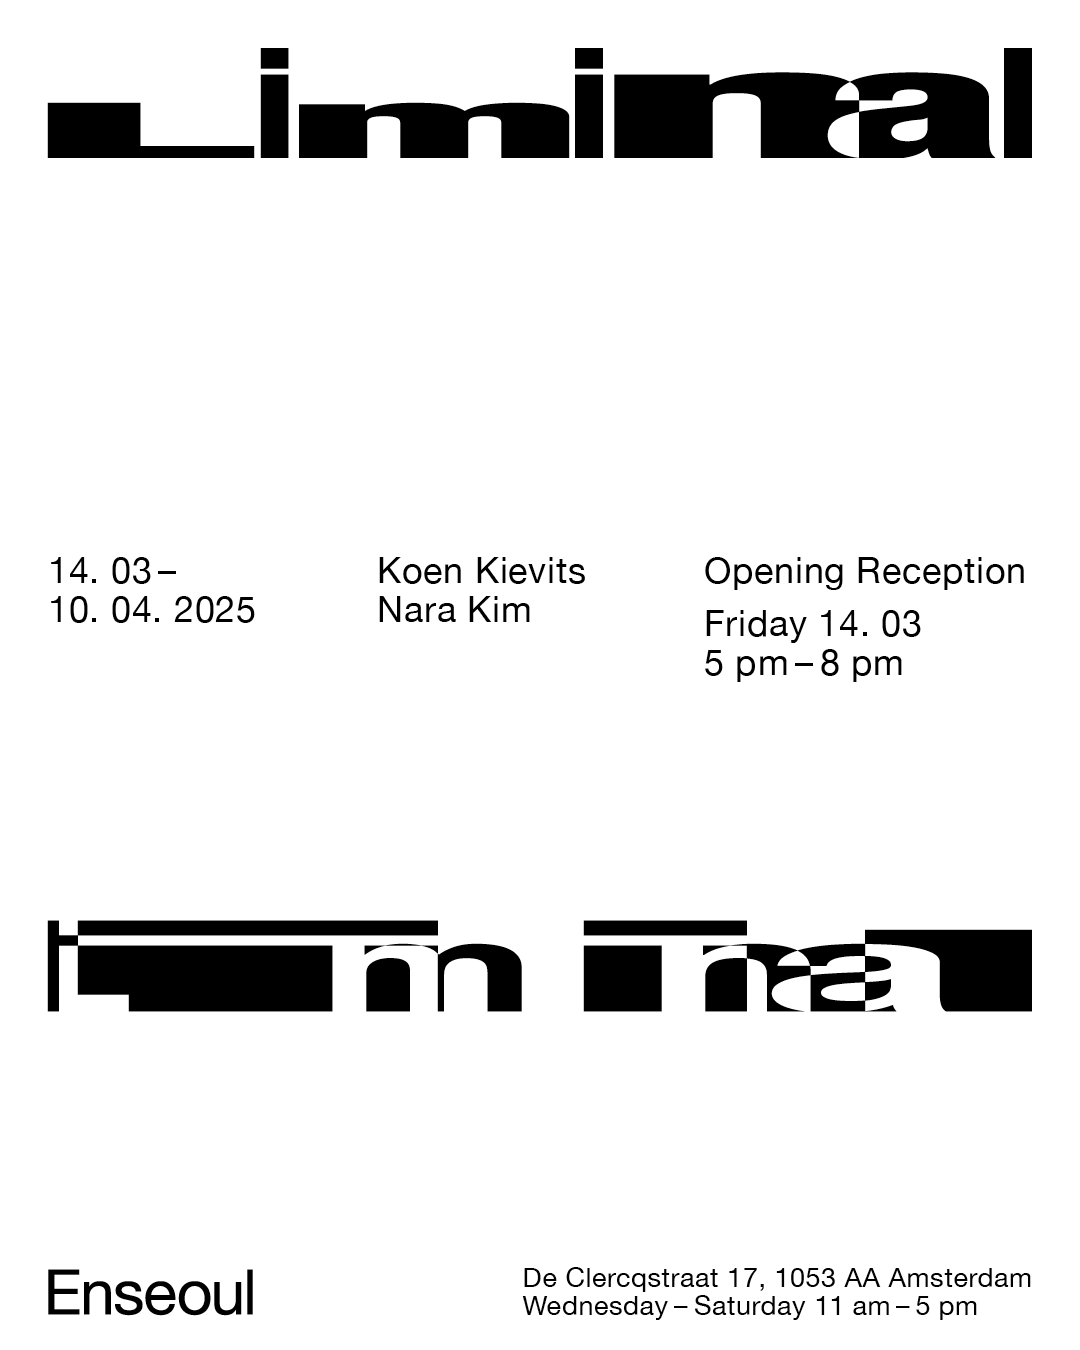 Liminal
14. 03 –
10. 04. 2025
Koen Kievits
Nara Kim
Opening Reception
Friday 14. 03
5 pm – 8 pm
Liminal
Enseoul
De Clercqstraat 17, 1053 AA Amsterdam
Wednesday – Saturday 11 am – 5 pm